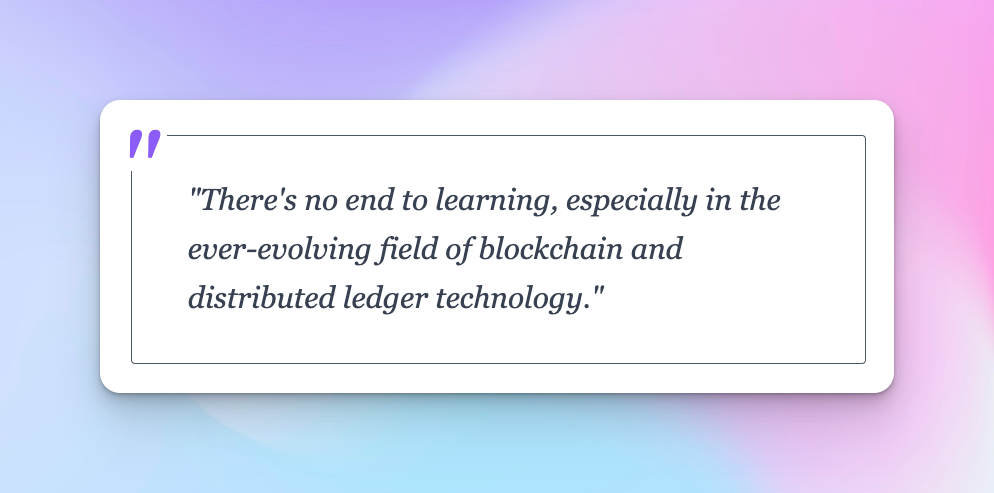 "There's no end to learning, especially in the
ever-evolving field of blockchain and
distributed ledger technology."